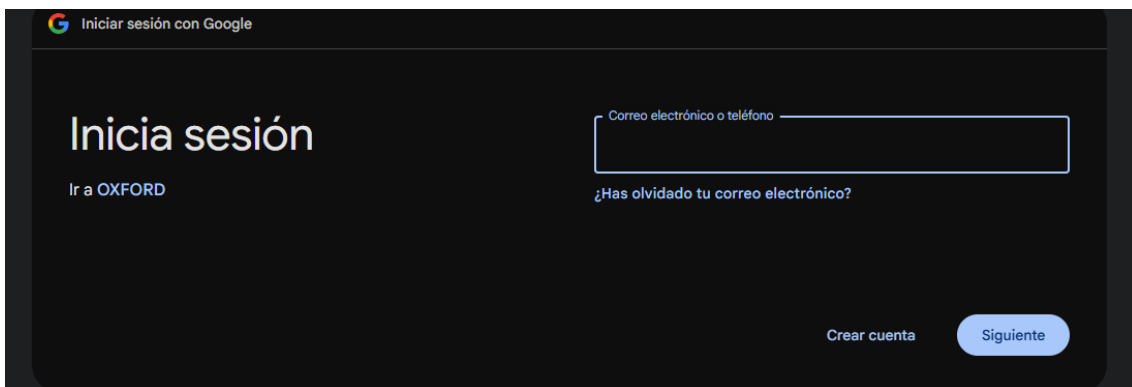 Iniciar sesión con Google
Inicia sesión
Ir a OXFORD
Correo electrónico o teléfono
¿Has olvidado tu correo electrónico?
Crear cuenta
Siguiente